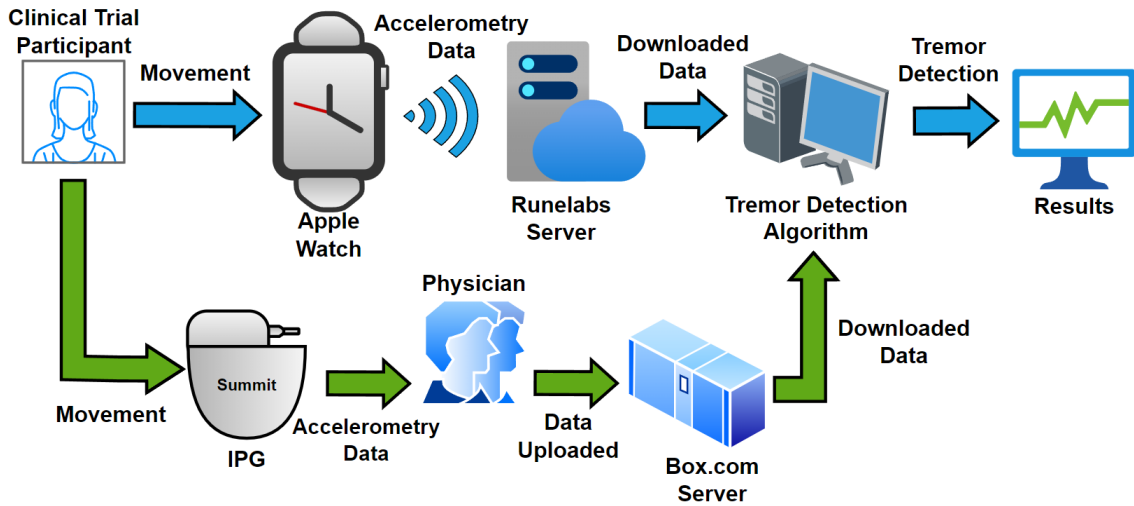 Clinical Trial
Participant
Movement
Apple
Watch
Accelerometry
Data
Runelabs
Server
Downloaded
Data
Tremor Detection
Algorithm
Tremor
Detection
Results
Movement
Summit
IPG
Accelerometry
Data
Physician
Data
Uploaded
Box.com
Server
Downloaded
Data